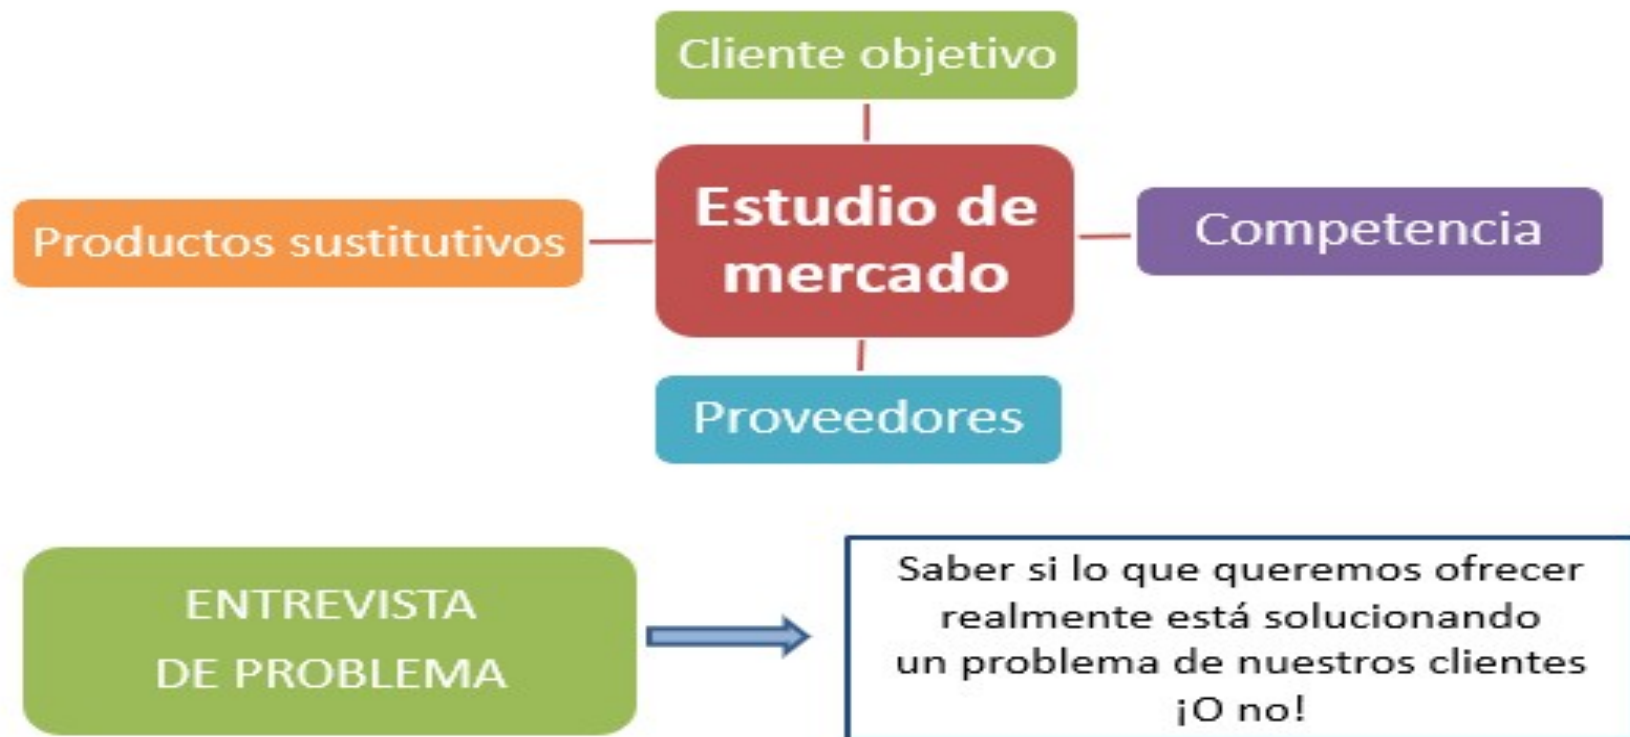 Cliente objetivo
Productos sustitutivos
Estudio de
mercado
Competencia
Proveedores
ENTREVISTA
DE PROBLEMA
Saber si lo que queremos ofrecer
realmente está solucionando
un problema de nuestros clientes
¡O no!